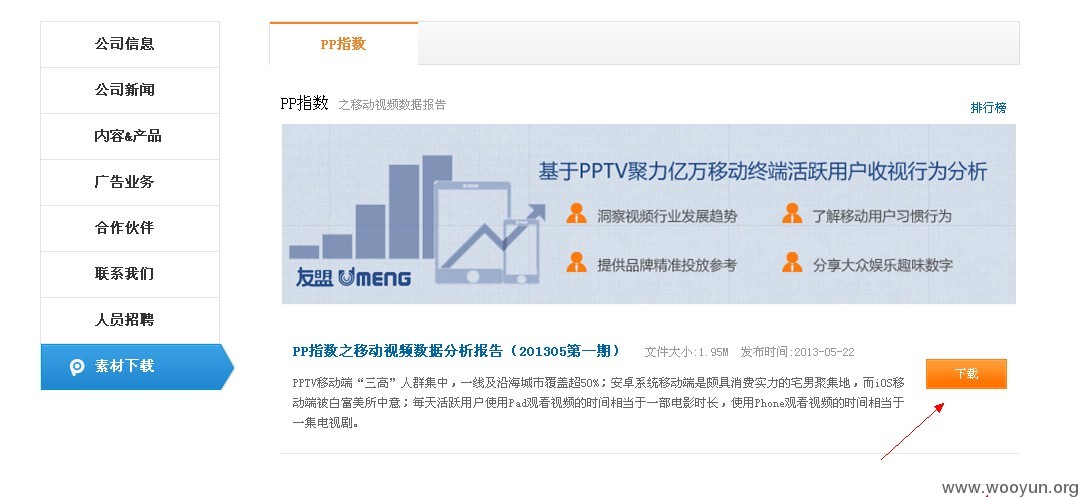 公司信息
公司新闻
内容&产品
广告业务
合作伙伴
联系我们
人员招聘
素材下载
PP指数
PP指数 之移动视频数据报告
排行榜
基于PPTV聚力亿万移动终端活跃用户收视行为分析
洞察视频行业发展趋势
了解移动用户习惯行为
提供品牌精准投放参考
分享大众娱乐趣味数字
友盟 UMENG
PP指数之移动视频数据分析报告（201305第一期） 文件大小:1.95M 发布时间:2013-05-22
下载
PPTV移动端“三高”人群集中，一线及沿海城市覆盖超50%；安卓系统移动端是颇具消费实力的宅男聚集地，而iOS移
动端被白富美所中意；每天活跃用户使用Pad观看视频的时间相当于一部电影时长，使用Phone观看视频的时间相当于
一集电视剧。
www.wooyun.org